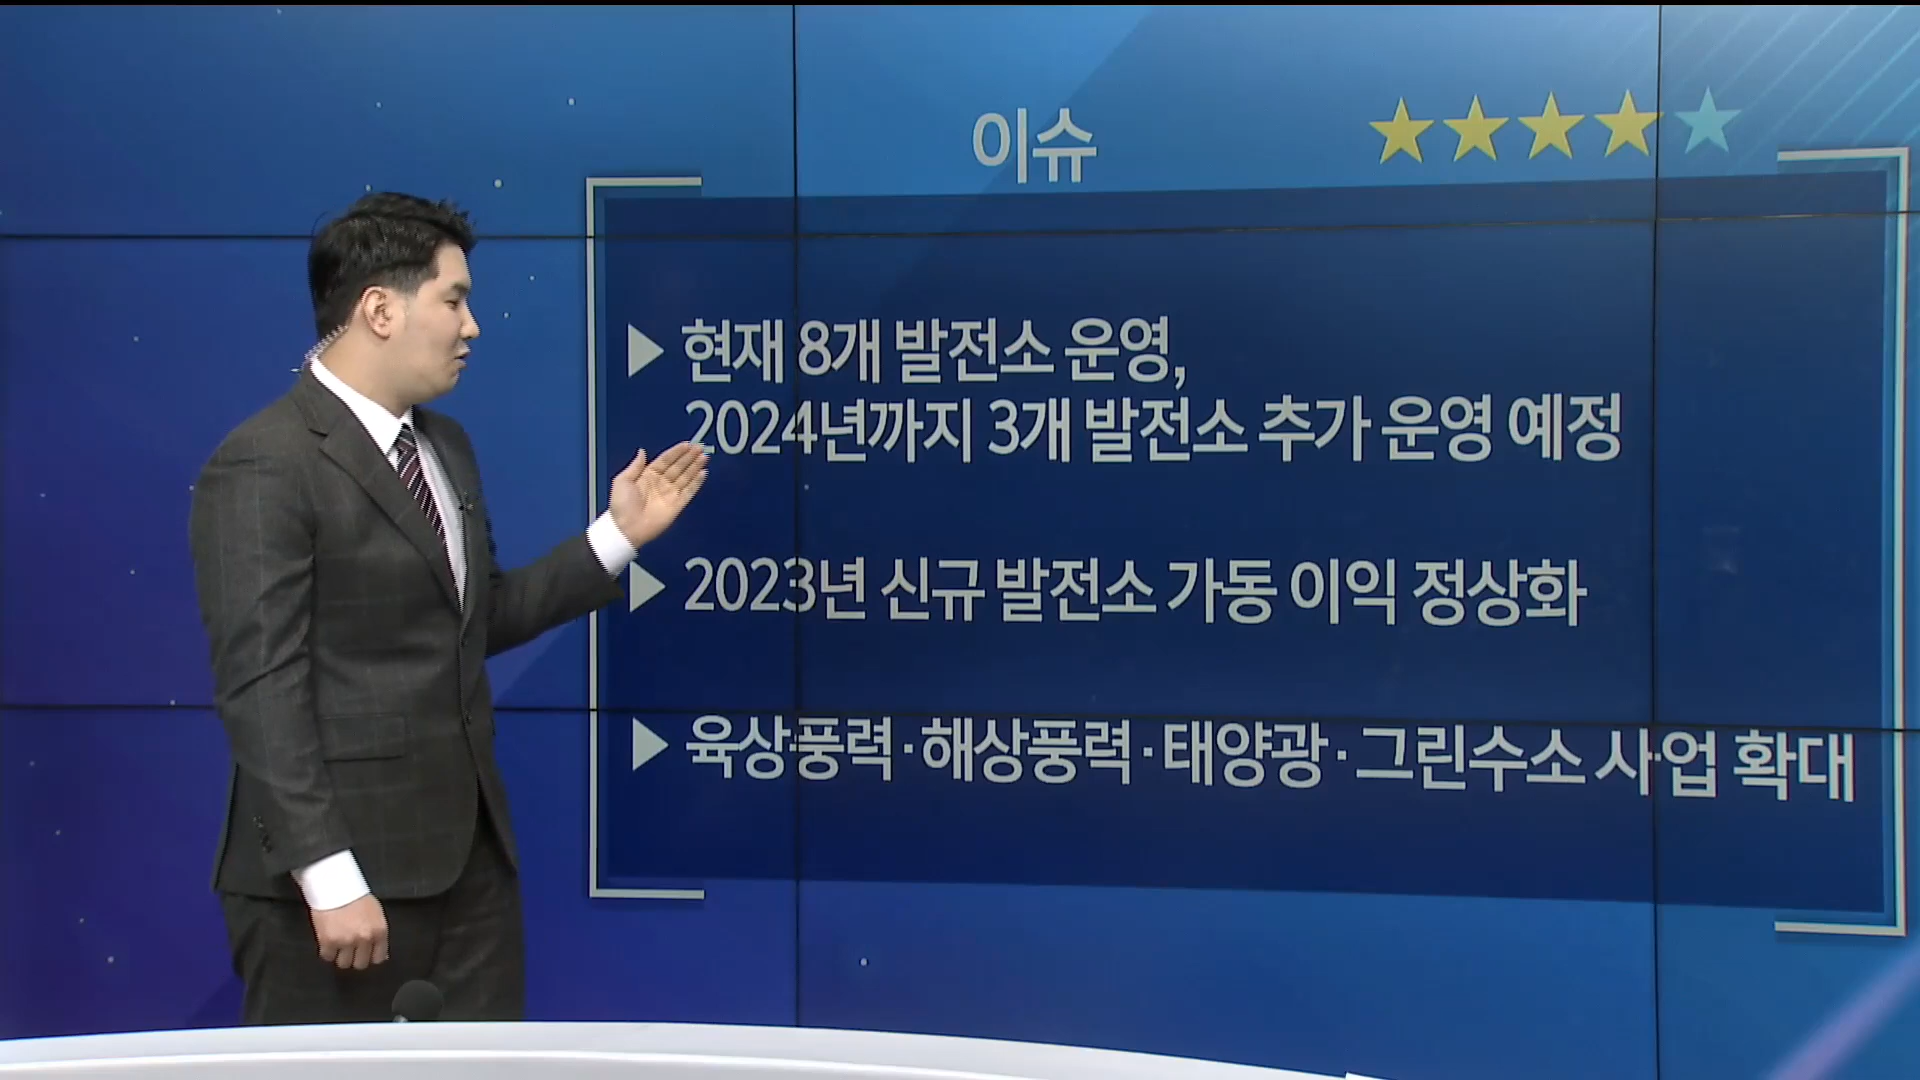 이슈
현재 8개 발전소 운영,
2024년까지 3개 발전소 추가 운영 예정
2023년 신규 발전소 가동 이익 정상화
육상풍력·해상풍력·태양광·그린수소 사업 확대